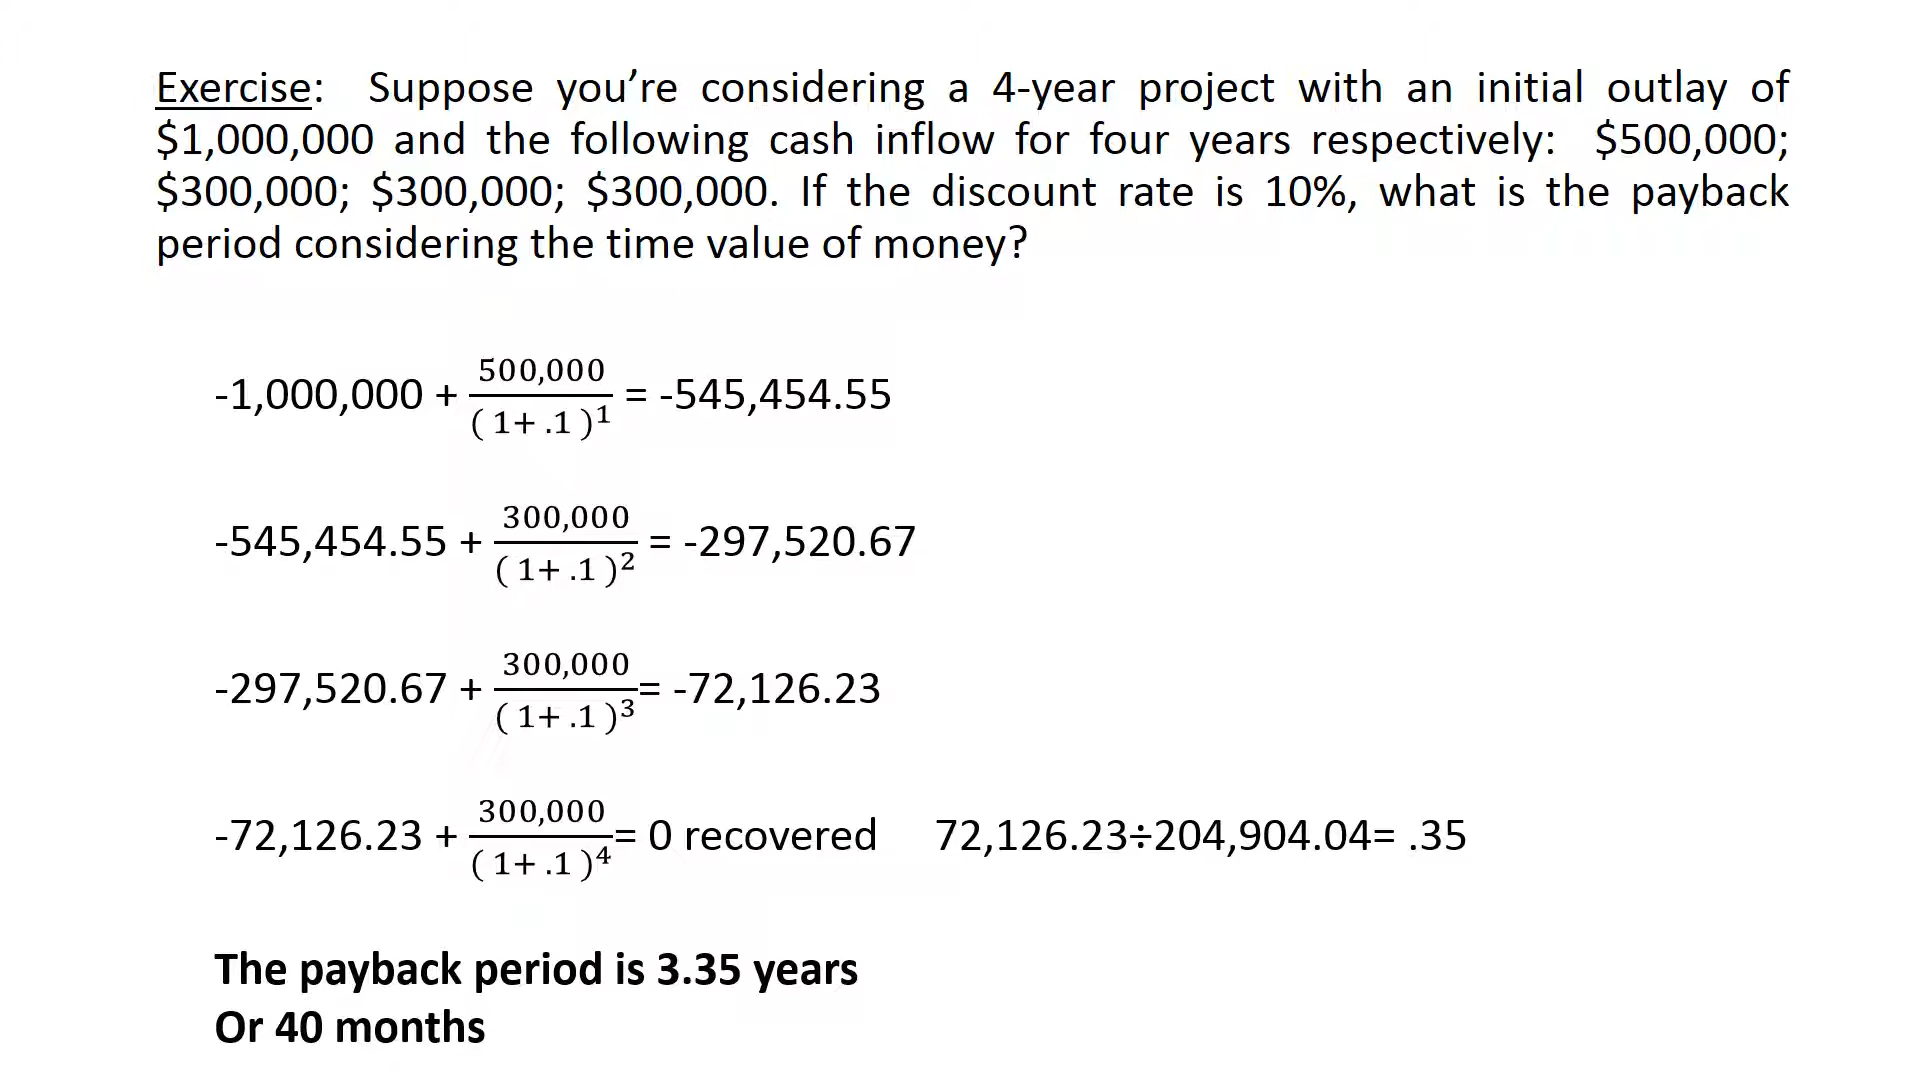 Exercise: Suppose you’re considering a 4-year project with an initial outlay of
$1,000,000 and the following cash inflow for four years respectively: $500,000;
$300,000; $300,000; $300,000. If the discount rate is 10%, what is the payback
period considering the time value of money?
-1,000,000 + 500,000/( 1+ .1 )¹ = -545,454.55
-545,454.55 + 300,000/( 1+ .1 )² = -297,520.67
-297,520.67 + 300,000/( 1+ .1 )³= -72,126.23
-72,126.23 + 300,000/( 1+ .1 )⁴= 0 recovered 72,126.23÷204,904.04= .35
The payback period is 3.35 years
Or 40 months